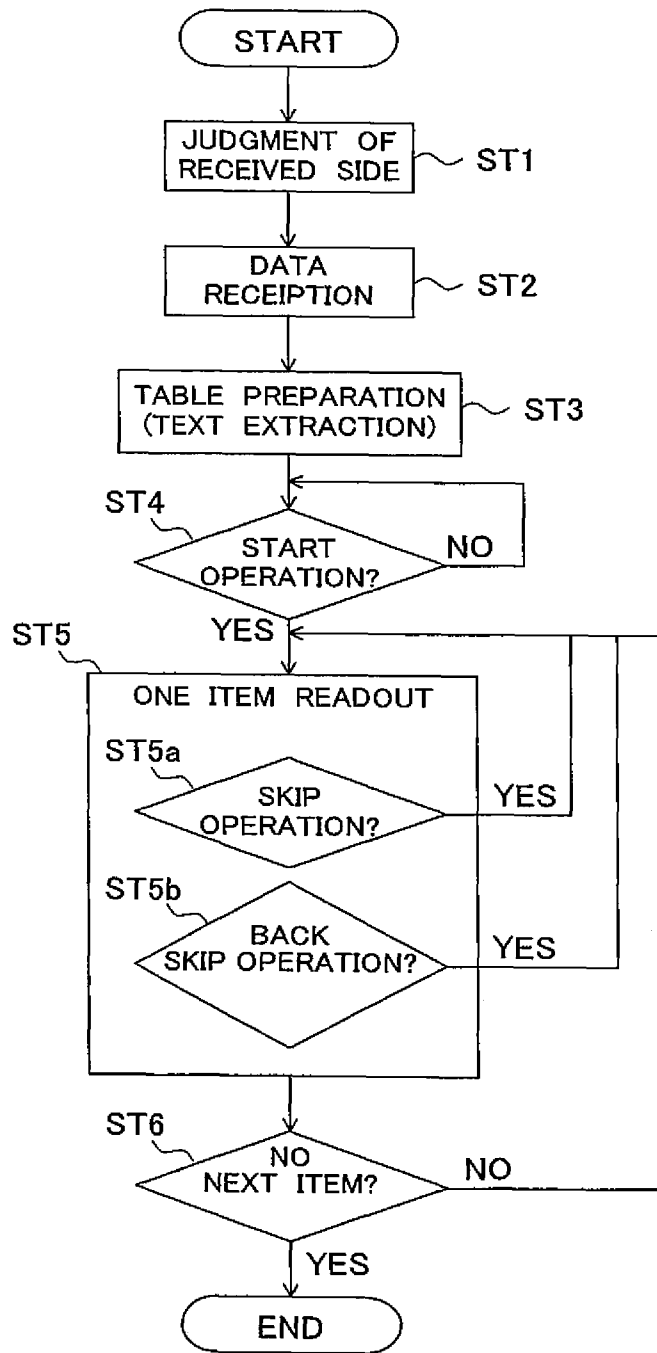 START
JUDGMENT OF
RECEIVED SIDE
ST1
DATA
RECEIPTION
ST2
TABLE PREPARATION
(TEXT EXTRACTION)
ST3
ST4
START
OPERATION?
NO
YES
ST5
ONE ITEM READOUT
ST5a
SKIP
OPERATION?
YES
ST5b
BACK
SKIP OPERATION?
YES
ST6
NO
NEXT ITEM?
NO
YES
END